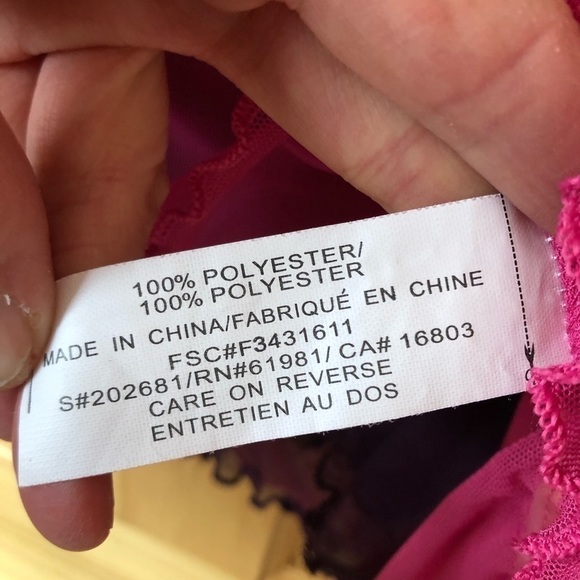 100% POLYESTER/
100% POLYESTER
MADE IN CHINA/FABRIQUÉ EN CHINE
FSC#F3431611
S#202681/RN#61981/ CA# 16803
CARE ON REVERSE
ENTRETIEN AU DOS